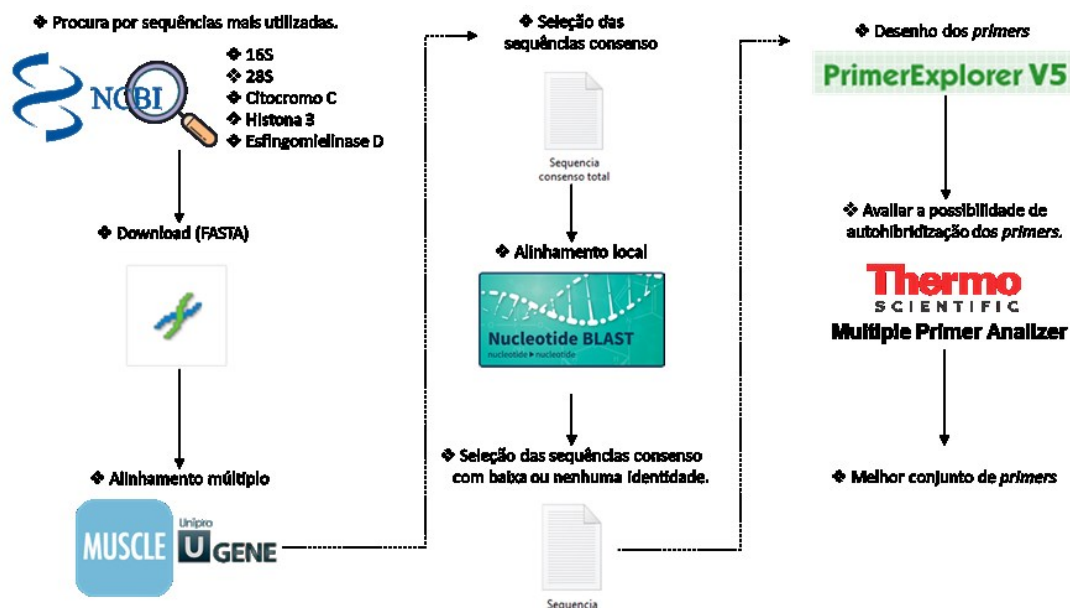 ❖ Procura por sequências mais utilizadas.
NCBI
❖ 16S
❖ 28S
❖ Citocromo C
❖ Histona 3
❖ Esfingomielinase D
❖ Download (FASTA)
❖ Alinhamento múltiplo
MUSCLE
Unipro
U GENE
❖ Seleção das
sequências consenso
Sequencia
consenso total
❖ Alinhamento local
Nucleotide BLAST
nucleotide ▶ nucleotide
❖ Seleção das sequências consenso
com baixa ou nenhuma identidade.
Sequencia
❖ Desenho dos primers
PrimerExplorer V5
❖ Avaliar a possibilidade de
autohibridização dos primers.
Thermo
SCIENTIFIC
Multiple Primer Analizer
❖ Melhor conjunto de primers